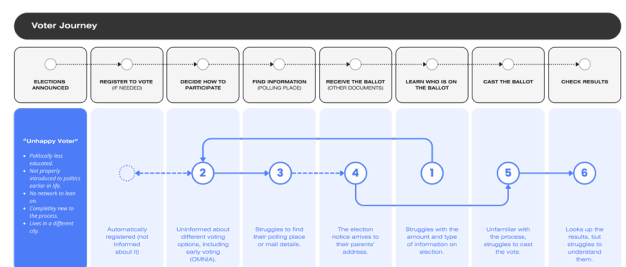 Voter Journey
ELECTIONS
ANNOUNCED
REGISTER TO VOTE
(IF NEEDED)
DECIDE HOW TO
PARTICIPATE
FIND INFORMATION
(POLLING PLACE)
RECEIVE THE BALLOT
(OTHER DOCUMENTS)
LEARN WHO IS ON
THE BALLOT
CAST THE BALLOT
CHECK RESULTS
"Unhappy Voter"
• Politically less
educated.
• Not properly
introduced to politics
earlier in life.
• No network to lean
on.
• Completley new to
the process.
• Lives in a different
city.
2
3
4
1
5
6
Automatically
registered (not
informed
about it)
Uninformed about
different voting
options, including
early voting
(OMNIA).
Struggles to find
their polling place
or mail details.
The election
notice arrives to
their parents'
address.
Struggles with the
amount and type
of information on
election.
Unfamiliar with
the process,
struggles to cast
the vote.
Looks up the
results, but
struggles to
understand
them.